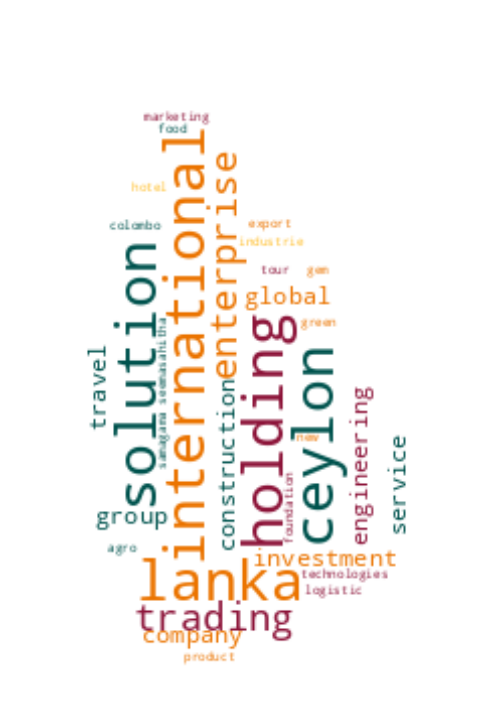 marketing
food
international
enterprise
hotel
colombo
export
industrie
solution
tour
gem
global
holding
green
samagama seemasahitha
travel
ceylon
construction
engineering
new
service
foundation
group
agro
investment
lanka
technologies
logistic
trading
company
product